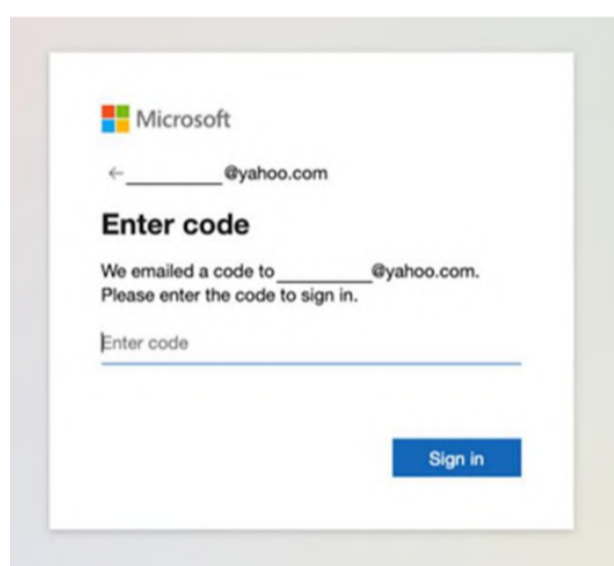 Microsoft
← _________@yahoo.com
Enter code
We emailed a code to _________@yahoo.com.
Please enter the code to sign in.
Enter code
Sign in